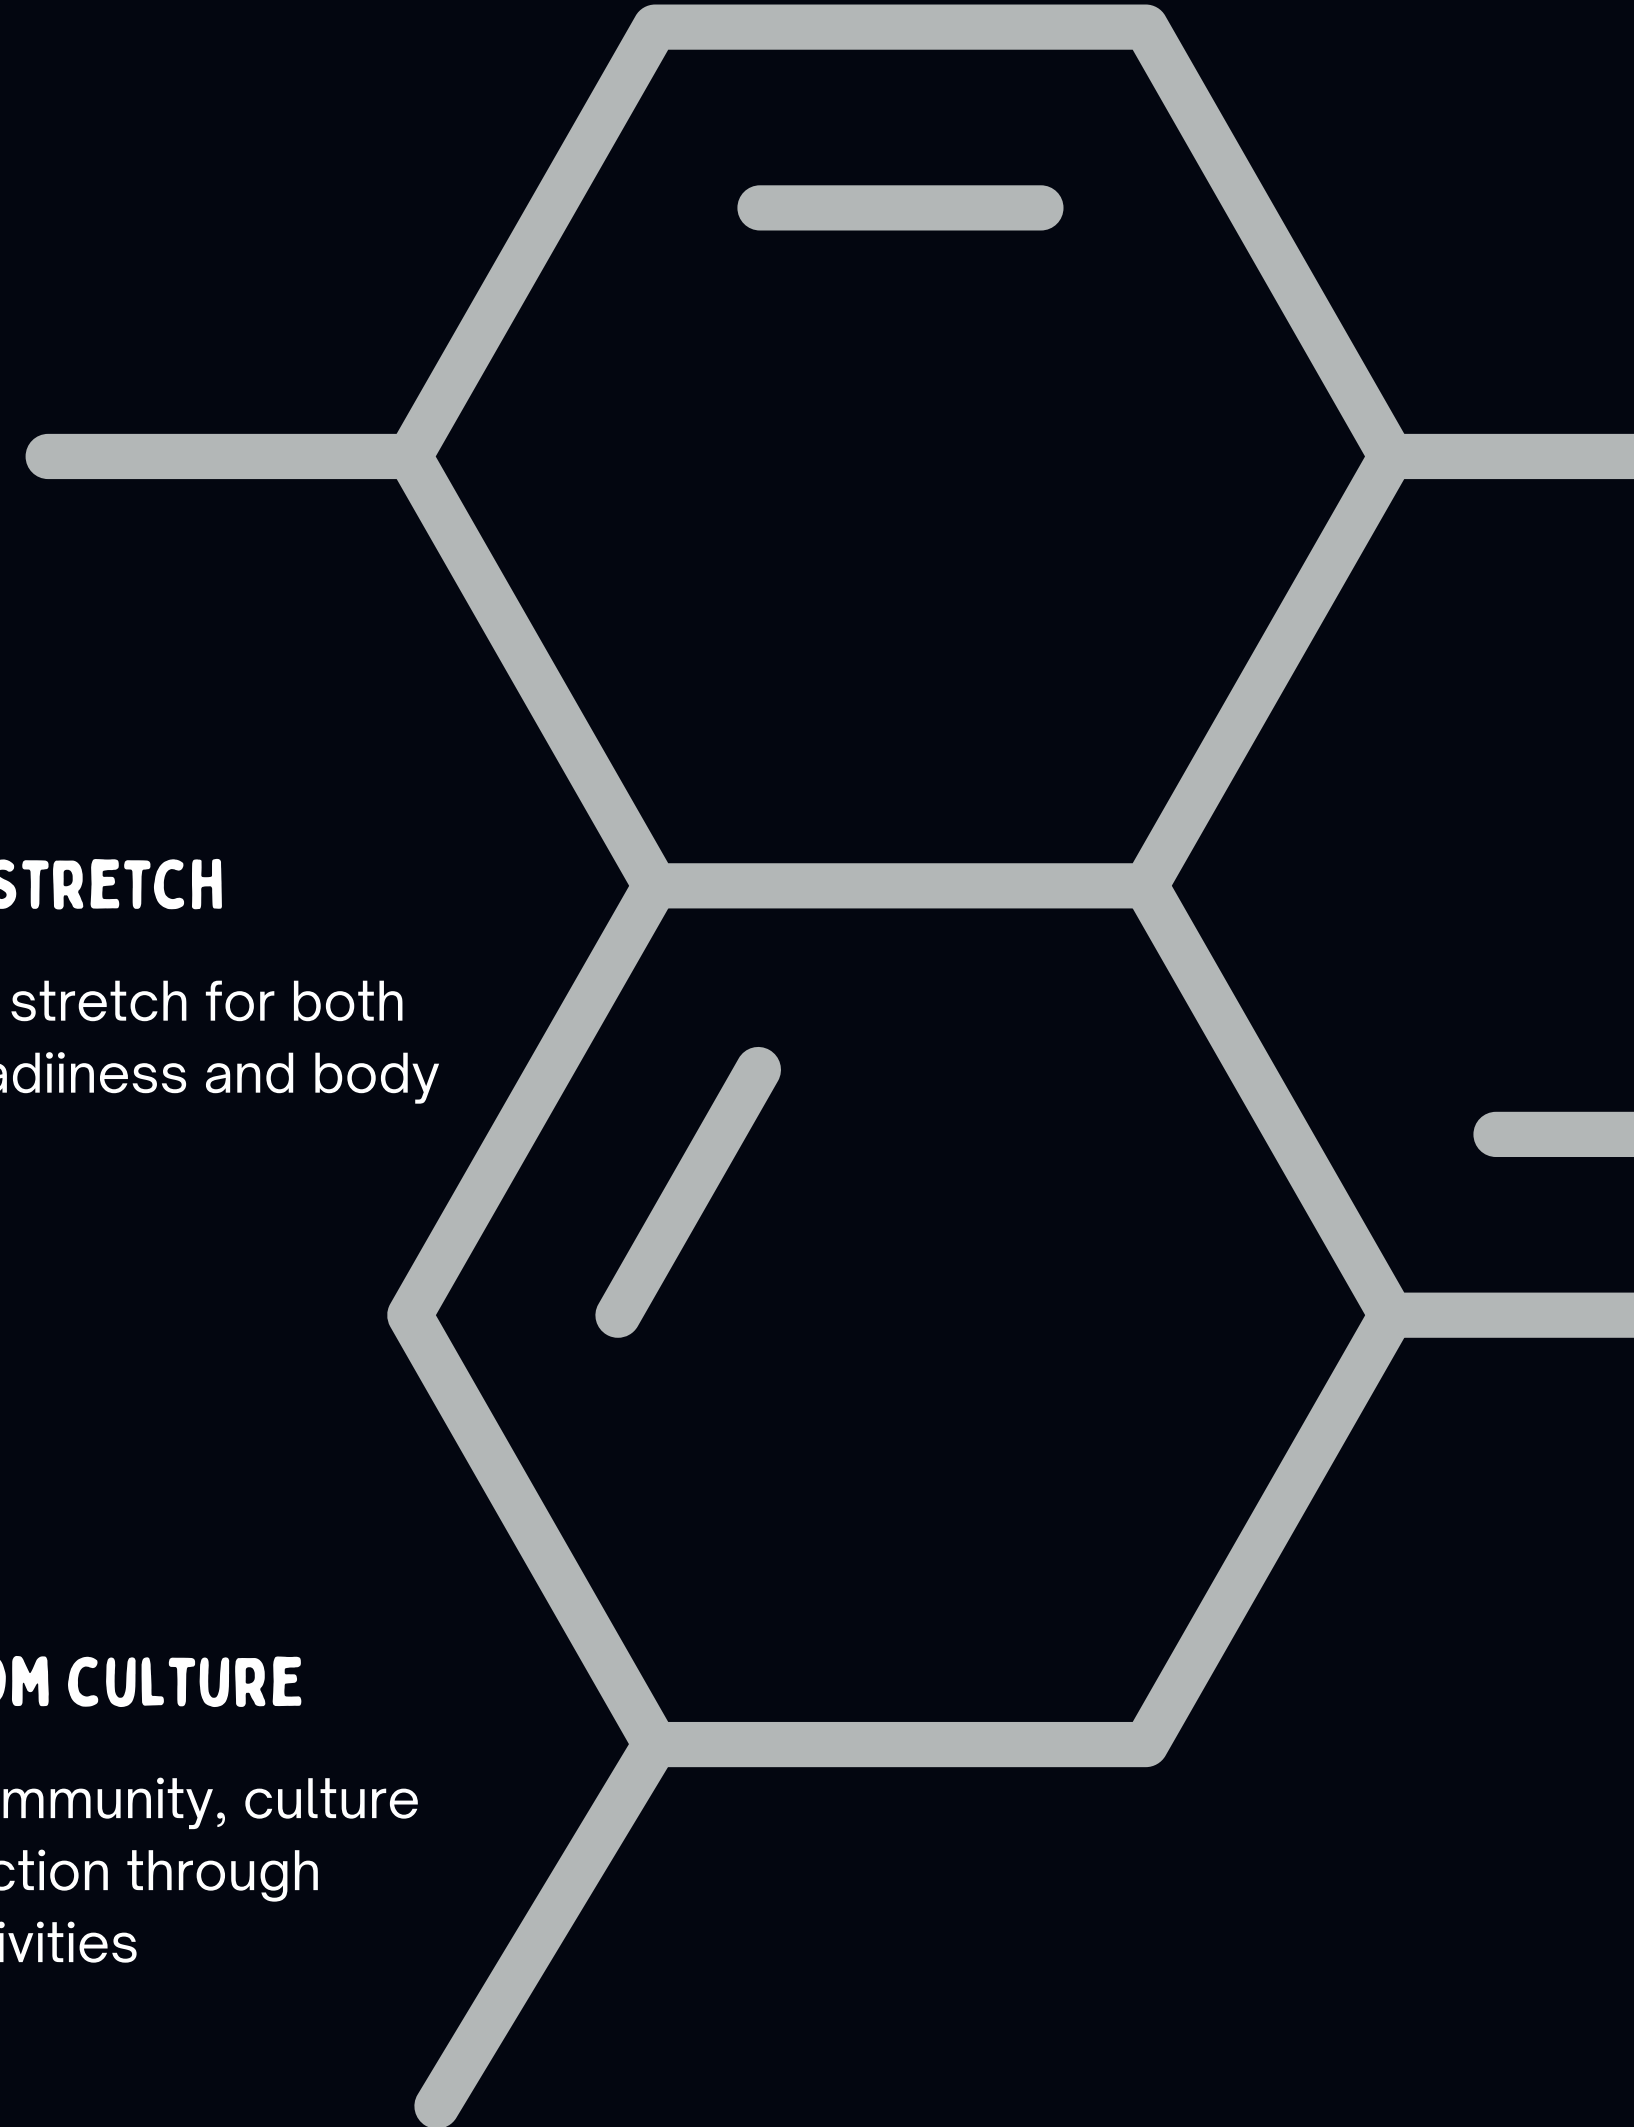 STRETCH
stretch for both
adiiness and body
OM CULTURE
mmunity, culture
ction through
ivities